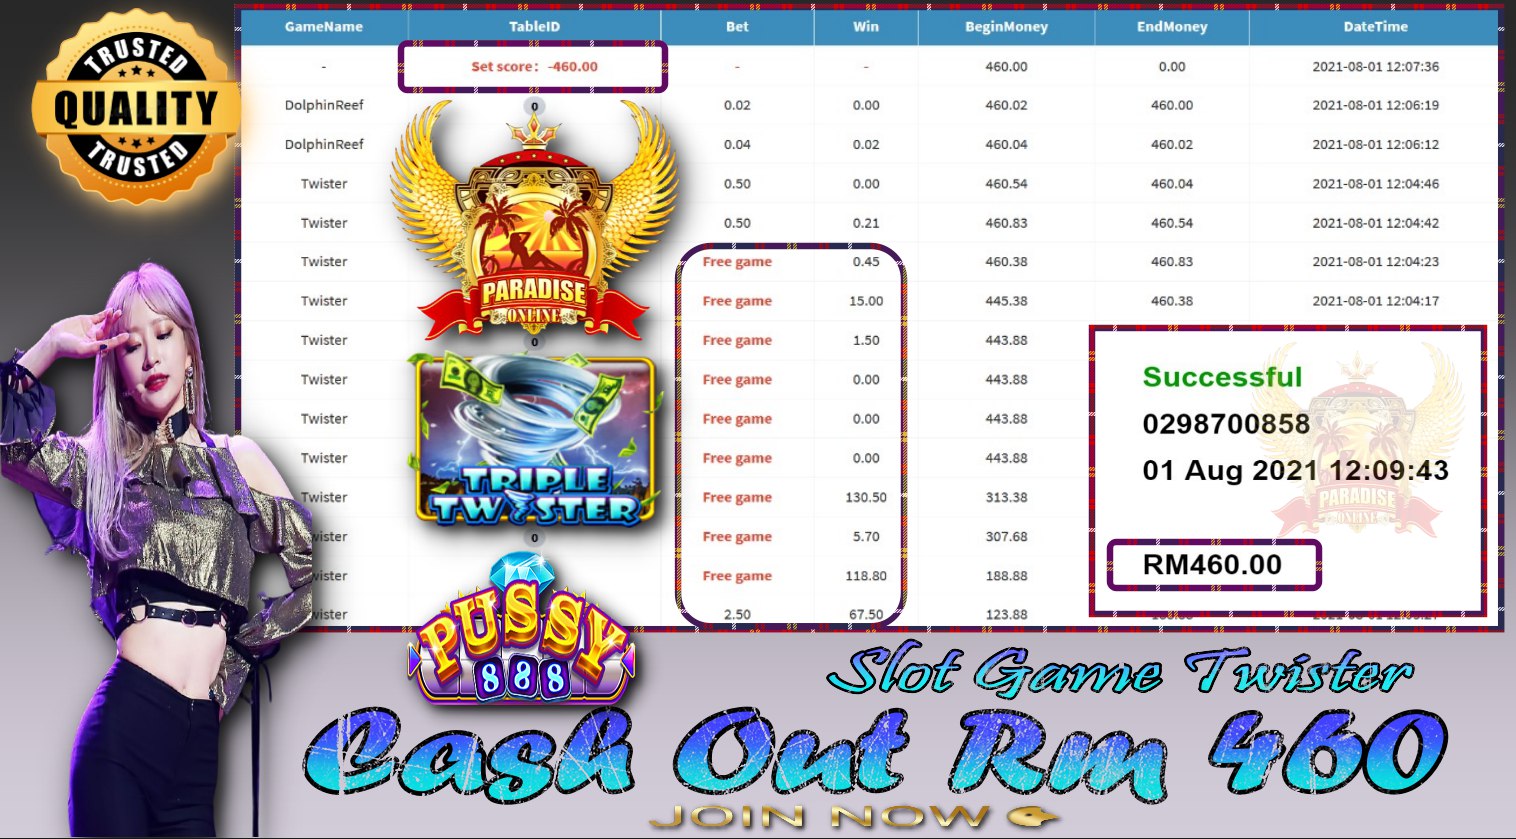 TRUSTED
QUALITY
TRUSTED
GameName TableID Bet Win BeginMoney EndMoney DateTime
- Set score: -460.00 - - 460.00 0.00 2021-08-01 12:07:36
DolphinReef 0 0.02 0.00 460.02 460.00 2021-08-01 12:06:19
DolphinReef 0.04 0.02 460.04 460.02 2021-08-01 12:06:12
Twister 0.50 0.00 460.54 460.04 2021-08-01 12:04:46
Twister 0.50 0.21 460.83 460.54 2021-08-01 12:04:42
Twister Free game 0.45 460.38 460.83 2021-08-01 12:04:23
Twister Free game 15.00 445.38 460.38 2021-08-01 12:04:17
Twister 0 Free game 1.50 443.88
Twister Free game 0.00 443.88
Twister Free game 0.00 443.88
Twister Free game 0.00 443.88
Twister Free game 130.50 313.38
wister 0 Free game 5.70 307.68
wister Free game 118.80 188.88
wister 2.50 67.50 123.88
PARADISE
ONLINE
TRIPLE
TWISTER
PUSSY
888
Successful
0298700858
01 Aug 2021 12:09:43
PARADISE
ONLINE
RM460.00
Slot Game Twister
Cash Out Rm 460
JOIN NOW